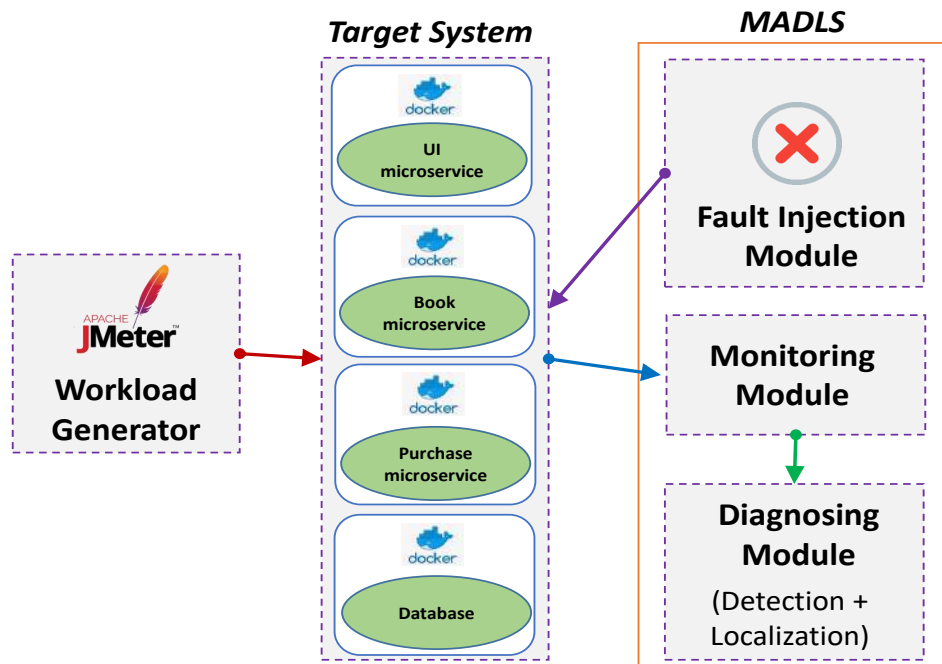 Target System
MADLS
docker
UI
microservice
docker
Book
microservice
docker
Purchase
microservice
docker
Database
APACHE
JMeter™
Workload
Generator
Fault Injection
Module
Monitoring
Module
Diagnosing
Module
(Detection +
Localization)